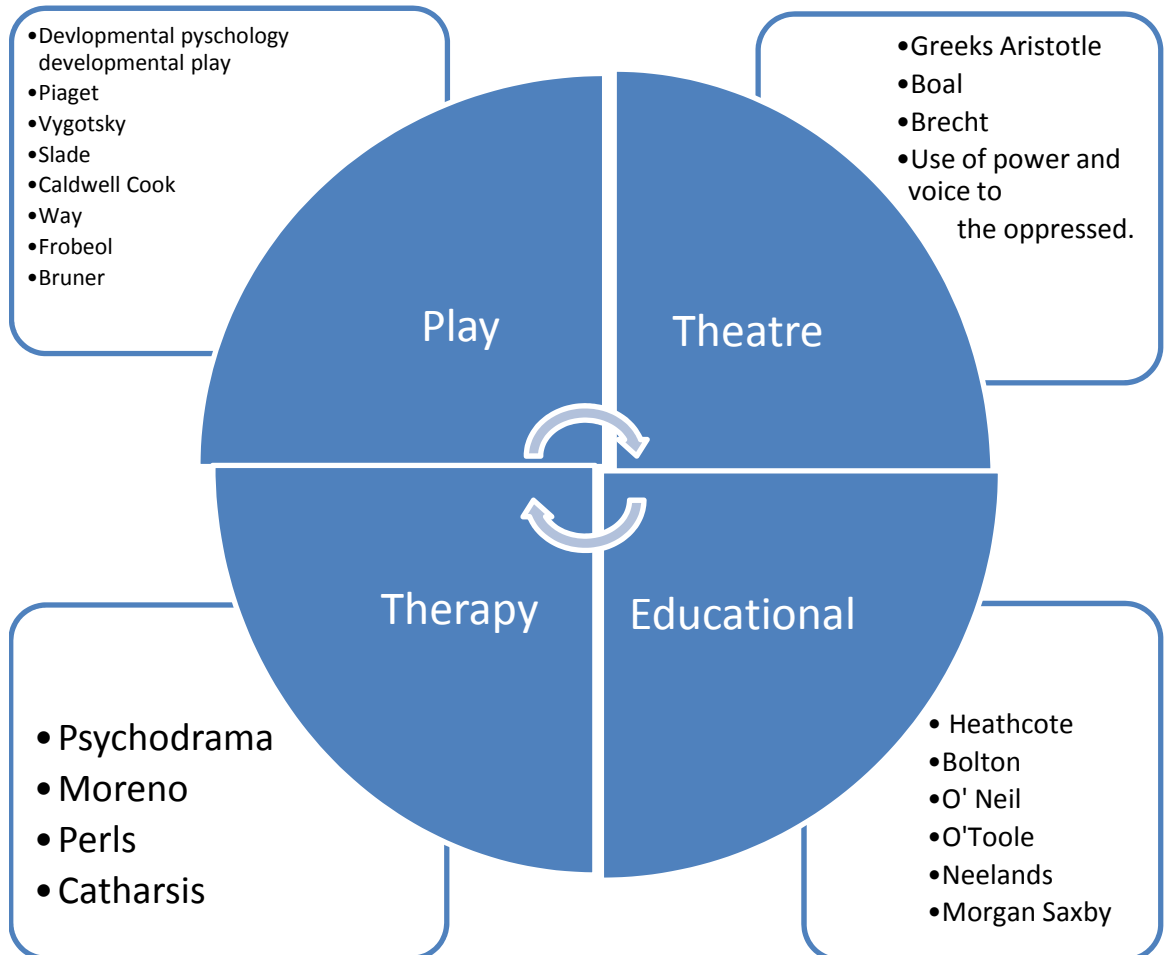 •Devlopmental pyschology
developmental play
•Piaget
•Vygotsky
•Slade
•Caldwell Cook
•Way
•Frobeol
•Bruner
•Greeks Aristotle
•Boal
•Brecht
•Use of power and
voice to
the oppressed.
Play
Theatre
Therapy
Educational
•Psychodrama
•Moreno
•Perls
•Catharsis
• Heathcote
•Bolton
•O' Neil
•O'Toole
•Neelands
•Morgan Saxby